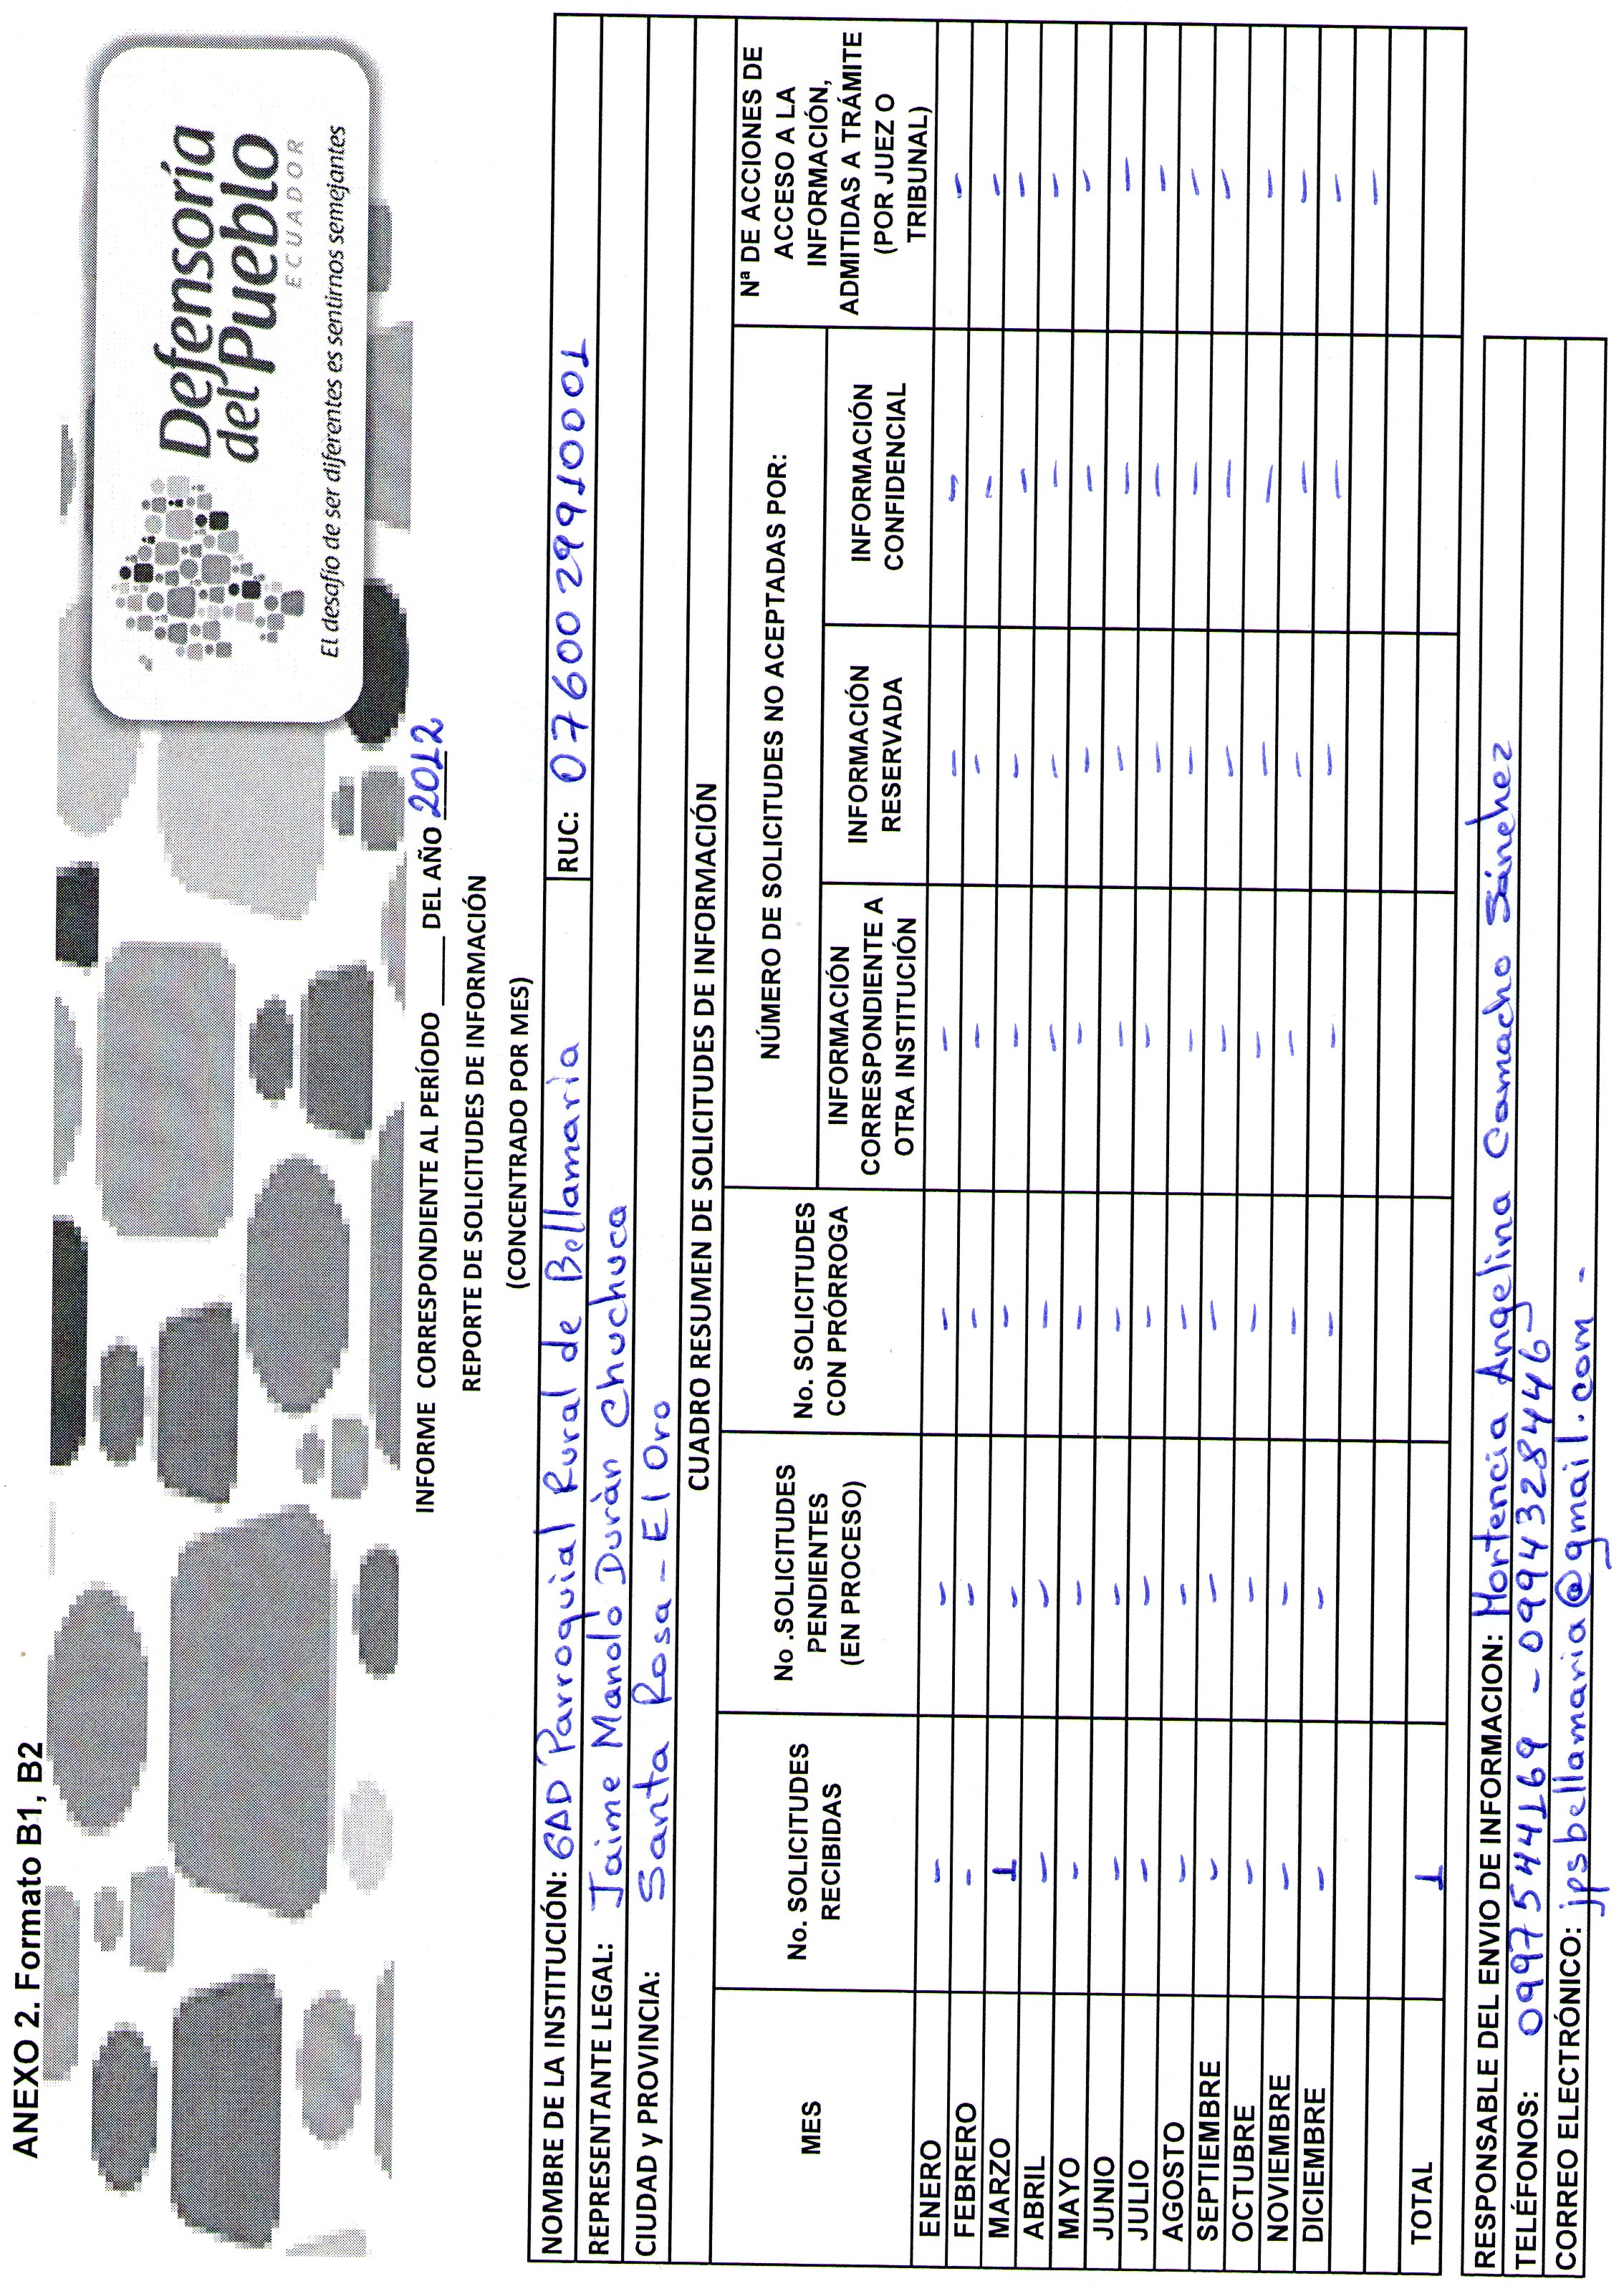 ANEXO 2. Formato B1, B2
Defensoría
del Pueblo
ECUADOR
El desafío de ser diferentes es sentirnos semejantes
INFORME CORRESPONDIENTE AL PERÍODO ____ DEL AÑO 2012
REPORTE DE SOLICITUDES DE INFORMACIÓN
(CONCENTRADO POR MES)
NOMBRE DE LA INSTITUCIÓN: GAD Parroquial Rural de Bellamaria RUC: 0760029910001
REPRESENTANTE LEGAL: Jaime Manolo Duràn Chuchuca
CIUDAD y PROVINCIA: Santa Rosa - El Oro
CUADRO RESUMEN DE SOLICITUDES DE INFORMACIÓN
MES
No. SOLICITUDES
RECIBIDAS
No .SOLICITUDES
PENDIENTES
(EN PROCESO)
No. SOLICITUDES
CON PRÓRROGA
NÚMERO DE SOLICITUDES NO ACEPTADAS POR:
INFORMACIÓN
CORRESPONDIENTE A
OTRA INSTITUCIÓN
INFORMACIÓN
RESERVADA
INFORMACIÓN
CONFIDENCIAL
Nª DE ACCIONES DE
ACCESO A LA
INFORMACIÓN,
ADMITIDAS A TRÁMITE
(POR JUEZ O
TRIBUNAL)
ENERO - - - - - - -
FEBRERO - - - - - - -
MARZO 1 - - - - - -
ABRIL - - - - - - -
MAYO - - - - - - -
JUNIO - - - - - - -
JULIO - - - - - - -
AGOSTO - - - - - - -
SEPTIEMBRE - - - - - - -
OCTUBRE - - - - - - -
NOVIEMBRE - - - - - - -
DICIEMBRE - - - - - - -
-
TOTAL 1
RESPONSABLE DEL ENVIO DE INFORMACION: Hortencia Angelina Camacho Sánchez
TELÉFONOS: 0997544169 - 0994328446-
CORREO ELECTRÓNICO: jpsbellamaria@gmail.com -